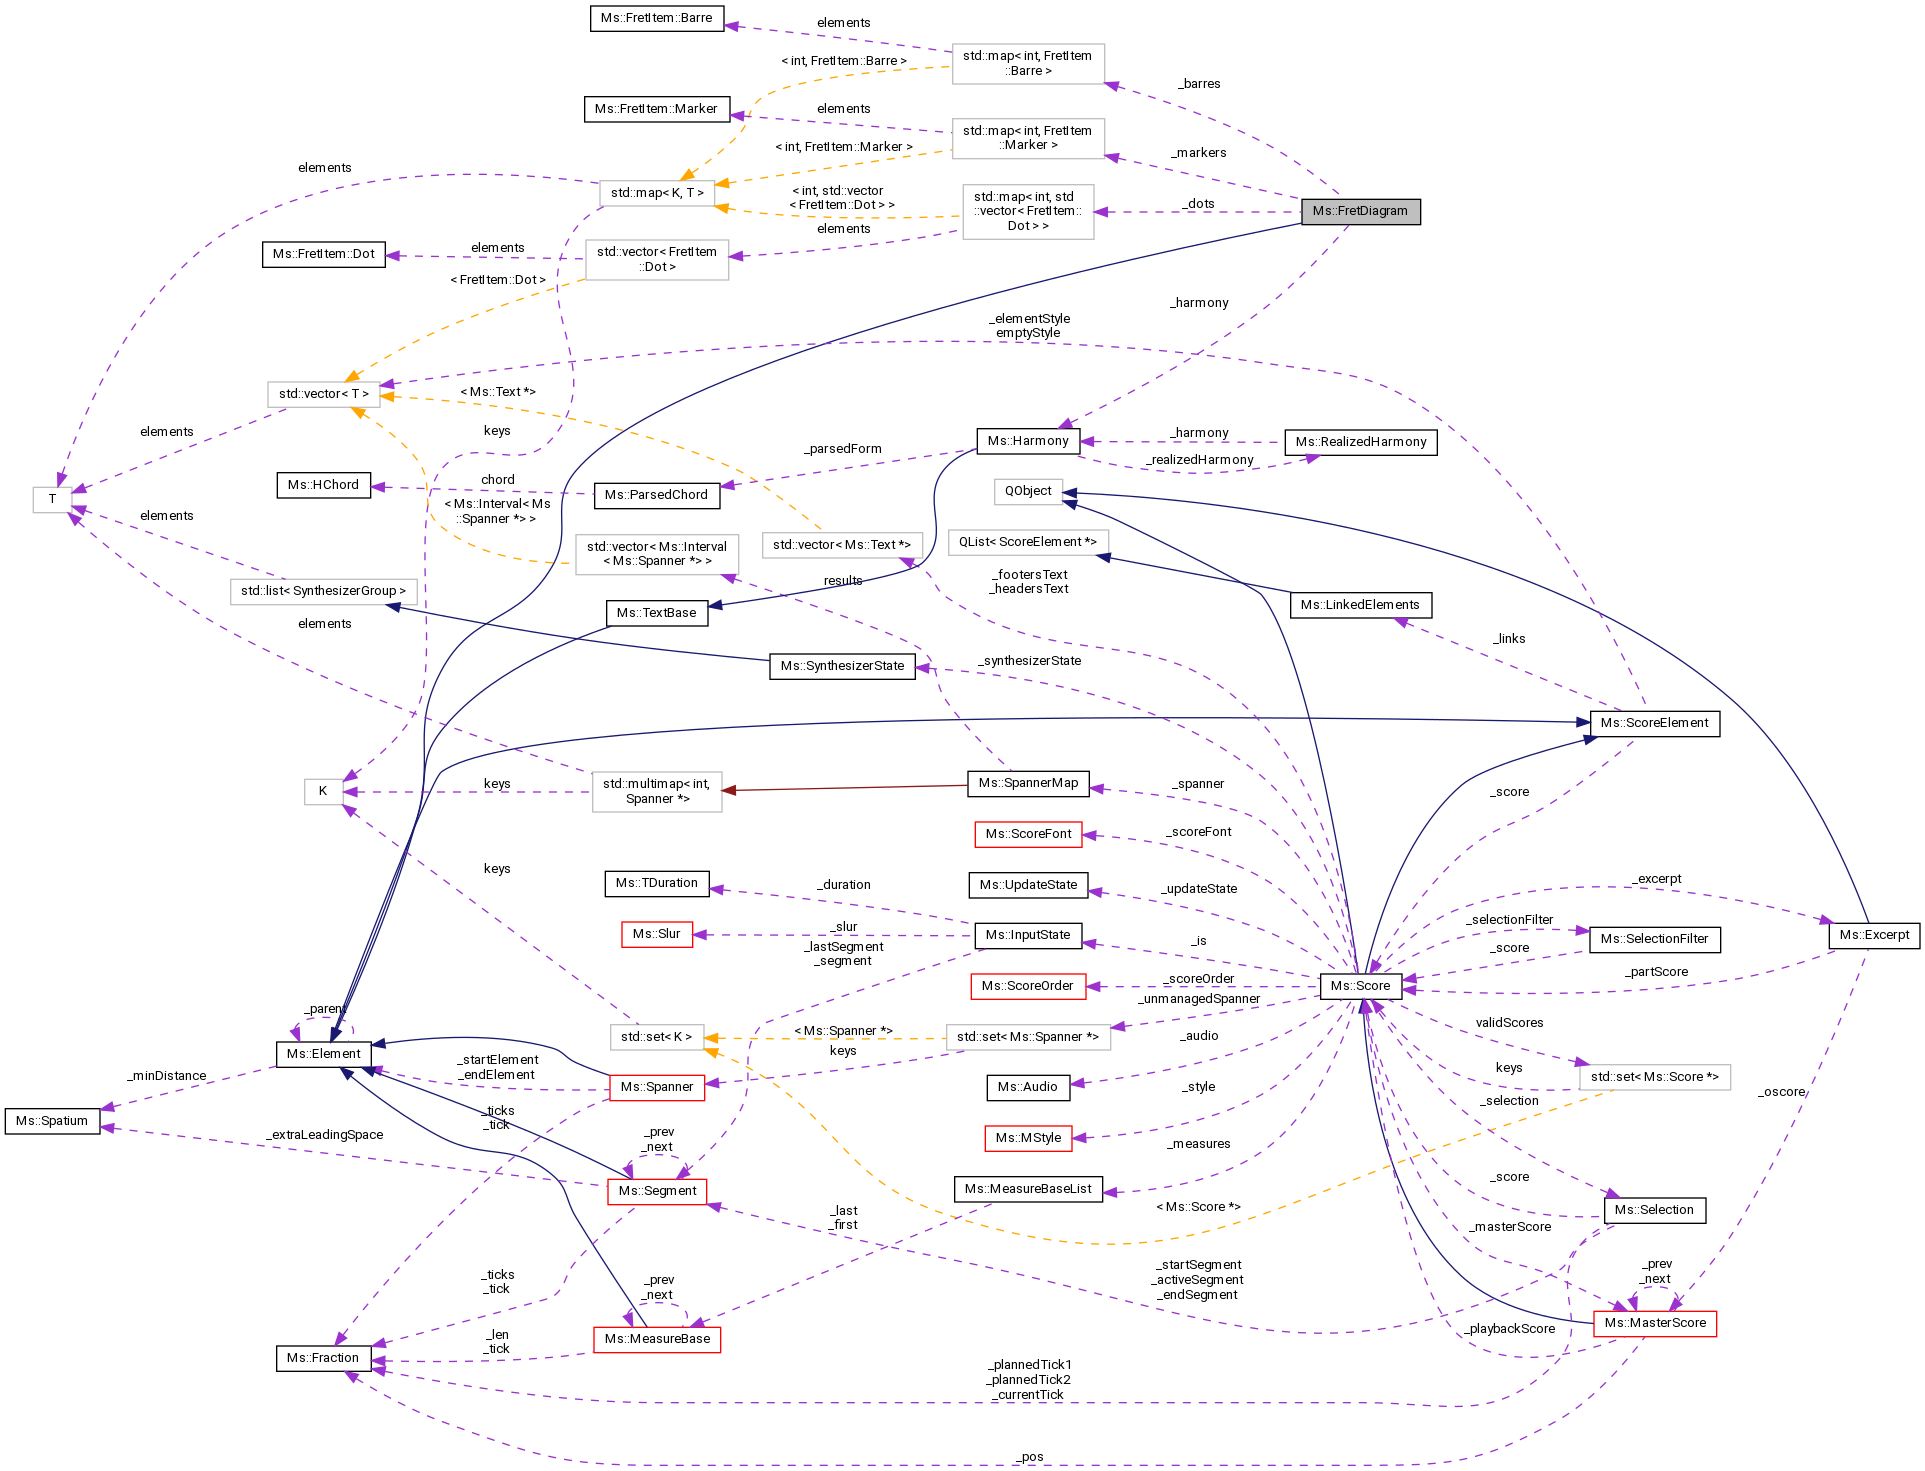 Ms::FretItem::Barre
elements
std::map< int, FretItem
::Barre >
< int, FretItem::Barre >
_barres
Ms::FretItem::Marker
elements
std::map< int, FretItem
::Marker >
< int, FretItem::Marker >
_markers
elements
std::map< K, T >
< int, std::vector
< FretItem::Dot > >
std::map< int, std
::vector< FretItem::
Dot > >
_dots
Ms::FretDiagram
elements
Ms::FretItem::Dot
elements
std::vector< FretItem
::Dot >
< FretItem::Dot >
_harmony
_elementStyle
emptyStyle
std::vector< T >
< Ms::Text *>
elements
keys
Ms::Harmony
_harmony
Ms::RealizedHarmony
_parsedForm
_realizedHarmony
T
Ms::HChord
chord
Ms::ParsedChord
QObject
elements
< Ms::Interval< Ms
::Spanner *> >
std::vector< Ms::Interval
< Ms::Spanner *> >
std::vector< Ms::Text *>
QList< ScoreElement *>
std::list< SynthesizerGroup >
results
_footersText
_headersText
Ms::LinkedElements
elements
Ms::TextBase
_links
Ms::SynthesizerState
_synthesizerState
Ms::ScoreElement
K
keys
std::multimap< int,
Spanner *>
Ms::SpannerMap
_spanner
_score
Ms::ScoreFont
_scoreFont
keys
Ms::TDuration
_duration
Ms::UpdateState
_updateState
_excerpt
Ms::Slur
_slur
Ms::InputState
_is
_selectionFilter
Ms::SelectionFilter
Ms::Excerpt
_lastSegment
_segment
_score
_partScore
Ms::ScoreOrder
_scoreOrder
Ms::Score
_unmanagedSpanner
_parent
std::set< K >
< Ms::Spanner *>
std::set< Ms::Spanner *>
validScores
Ms::Element
_startElement
_endElement
keys
_audio
_minDistance
Ms::Spanner
Ms::Audio
_style
keys
std::set< Ms::Score *>
_selection
_oscore
Ms::Spatium
_ticks
_tick
_extraLeadingSpace
_prev
_next
Ms::MStyle
_measures
Ms::Segment
Ms::MeasureBaseList
_score
Ms::Selection
_last
_first
< Ms::Score *>
_masterScore
_ticks
_tick
_prev
_next
_startSegment
_activeSegment
_endSegment
_prev
_next
_len
_tick
Ms::MeasureBase
_playbackScore
Ms::MasterScore
Ms::Fraction
_plannedTick1
_plannedTick2
_currentTick
_pos